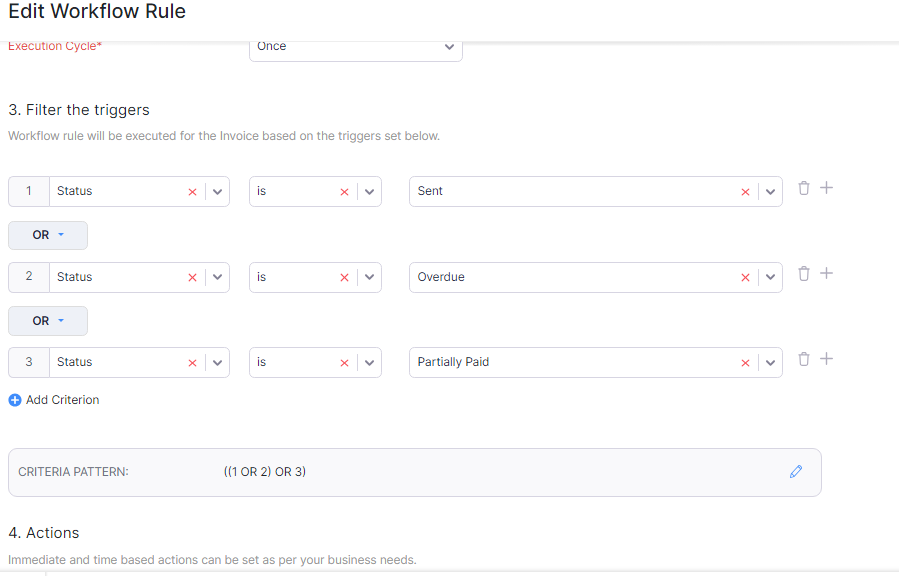 Edit Workflow Rule
Execution Cycle* Once
3. Filter the triggers
Workflow rule will be executed for the Invoice based on the triggers set below.
1 Status is Sent
OR
2 Status is Overdue
OR
3 Status is Partially Paid
Add Criterion
CRITERIA PATTERN: ((1 OR 2) OR 3)
4. Actions
Immediate and time based actions can be set as per your business needs.